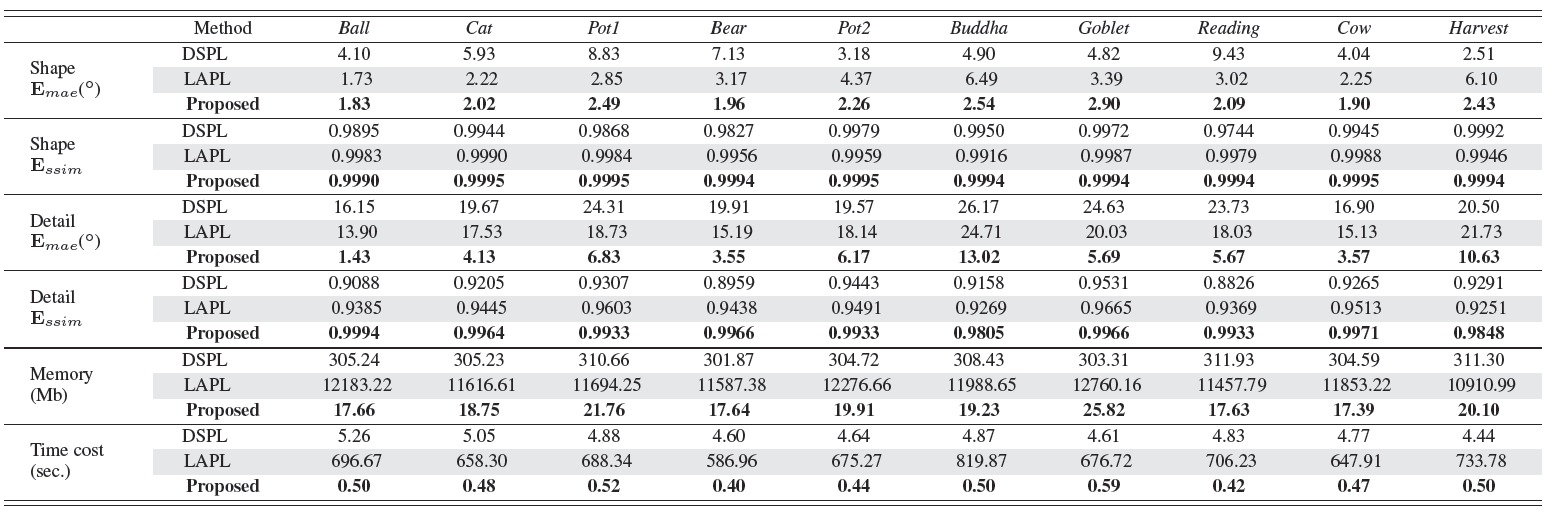 Method Ball Cat Pot1 Bear Pot2 Buddha Goblet Reading Cow Harvest
Shape E_mae(°)
DSPL 4.10 5.93 8.83 7.13 3.18 4.90 4.82 9.43 4.04 2.51
LAPL 1.73 2.22 2.85 3.17 4.37 6.49 3.39 3.02 2.25 6.10
Proposed 1.83 2.02 2.49 1.96 2.26 2.54 2.90 2.09 1.90 2.43
Shape E_ssim
DSPL 0.9895 0.9944 0.9868 0.9827 0.9979 0.9950 0.9972 0.9744 0.9945 0.9992
LAPL 0.9983 0.9990 0.9984 0.9956 0.9959 0.9916 0.9987 0.9979 0.9988 0.9946
Proposed 0.9990 0.9995 0.9995 0.9994 0.9995 0.9994 0.9994 0.9994 0.9995 0.9994
Detail E_mae(°)
DSPL 16.15 19.67 24.31 19.91 19.57 26.17 24.63 23.73 16.90 20.50
LAPL 13.90 17.53 18.73 15.19 18.14 24.71 20.03 18.03 15.13 21.73
Proposed 1.43 4.13 6.83 3.55 6.17 13.02 5.69 5.67 3.57 10.63
Detail E_ssim
DSPL 0.9088 0.9205 0.9307 0.8959 0.9443 0.9158 0.9531 0.8826 0.9265 0.9291
LAPL 0.9385 0.9445 0.9603 0.9438 0.9491 0.9269 0.9665 0.9369 0.9513 0.9251
Proposed 0.9994 0.9964 0.9933 0.9966 0.9933 0.9805 0.9966 0.9933 0.9971 0.9848
Memory (Mb)
DSPL 305.24 305.23 310.66 301.87 304.72 308.43 303.31 311.93 304.59 311.30
LAPL 12183.22 11616.61 11694.25 11587.38 12276.66 11988.65 12760.16 11457.79 11853.22 10910.99
Proposed 17.66 18.75 21.76 17.64 19.91 19.23 25.82 17.63 17.39 20.10
Time cost (sec.)
DSPL 5.26 5.05 4.88 4.60 4.64 4.87 4.61 4.83 4.77 4.44
LAPL 696.67 658.30 688.34 586.96 675.27 819.87 676.72 706.23 647.91 733.78
Proposed 0.50 0.48 0.52 0.40 0.44 0.50 0.59 0.42 0.47 0.50